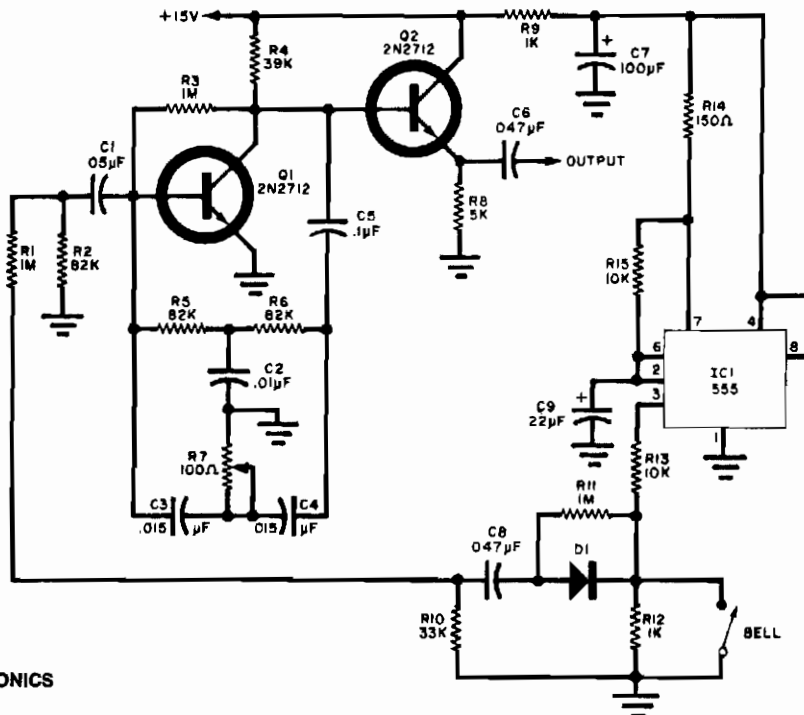 +15V
R4
39K
R3
1M
Q2
2N2712
R9
1K
+
C7
100µF
R14
150Ω
C1
.05µF
Q1
2N2712
C6
.047µF
OUTPUT
R8
5K
C5
.1µF
R1
1M
R2
82K
R5
82K
R6
82K
C2
.01µF
R7
100Ω
C3
.015 µF
C4
.015 µF
R15
10K
7
4
6
2
3
8
1
IC1
555
+
C9
22µF
R13
10K
R11
1M
C8
.047µF
D1
R10
33K
R12
1K
BELL
ONICS